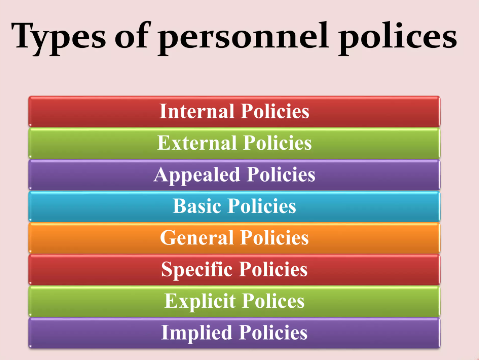 Types of personnel polices
Internal Policies
External Policies
Appealed Policies
Basic Policies
General Policies
Specific Policies
Explicit Polices
Implied Policies